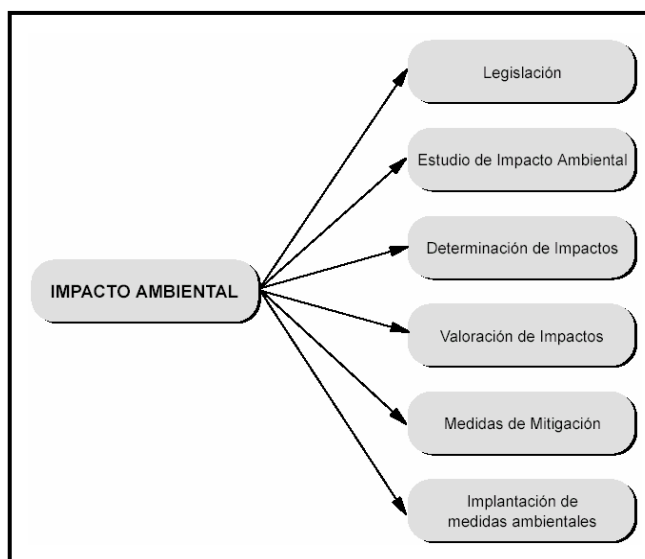 Legislación
Estudio de Impacto Ambiental
Determinación de Impactos
IMPACTO AMBIENTAL
Valoración de Impactos
Medidas de Mitigación
Implantación de
medidas ambientales